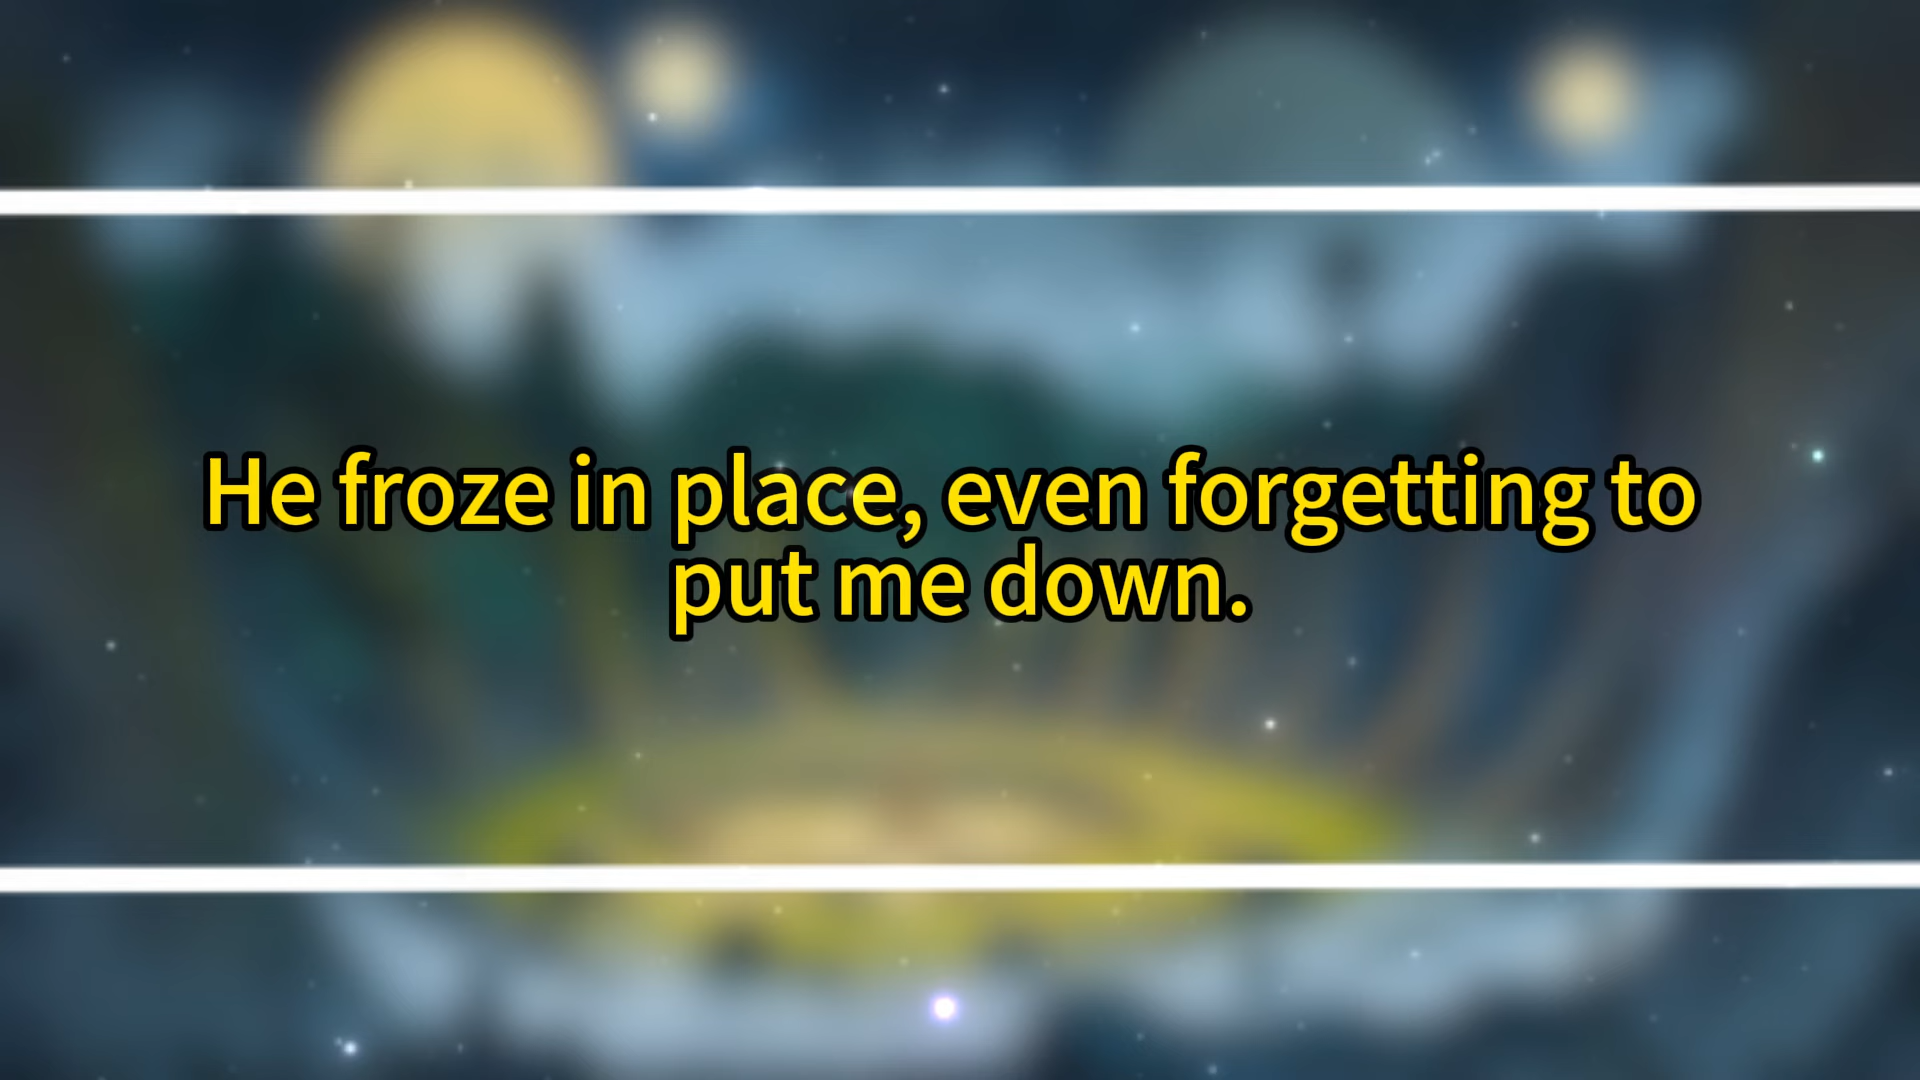 He froze in place, even forgetting to
put me down.